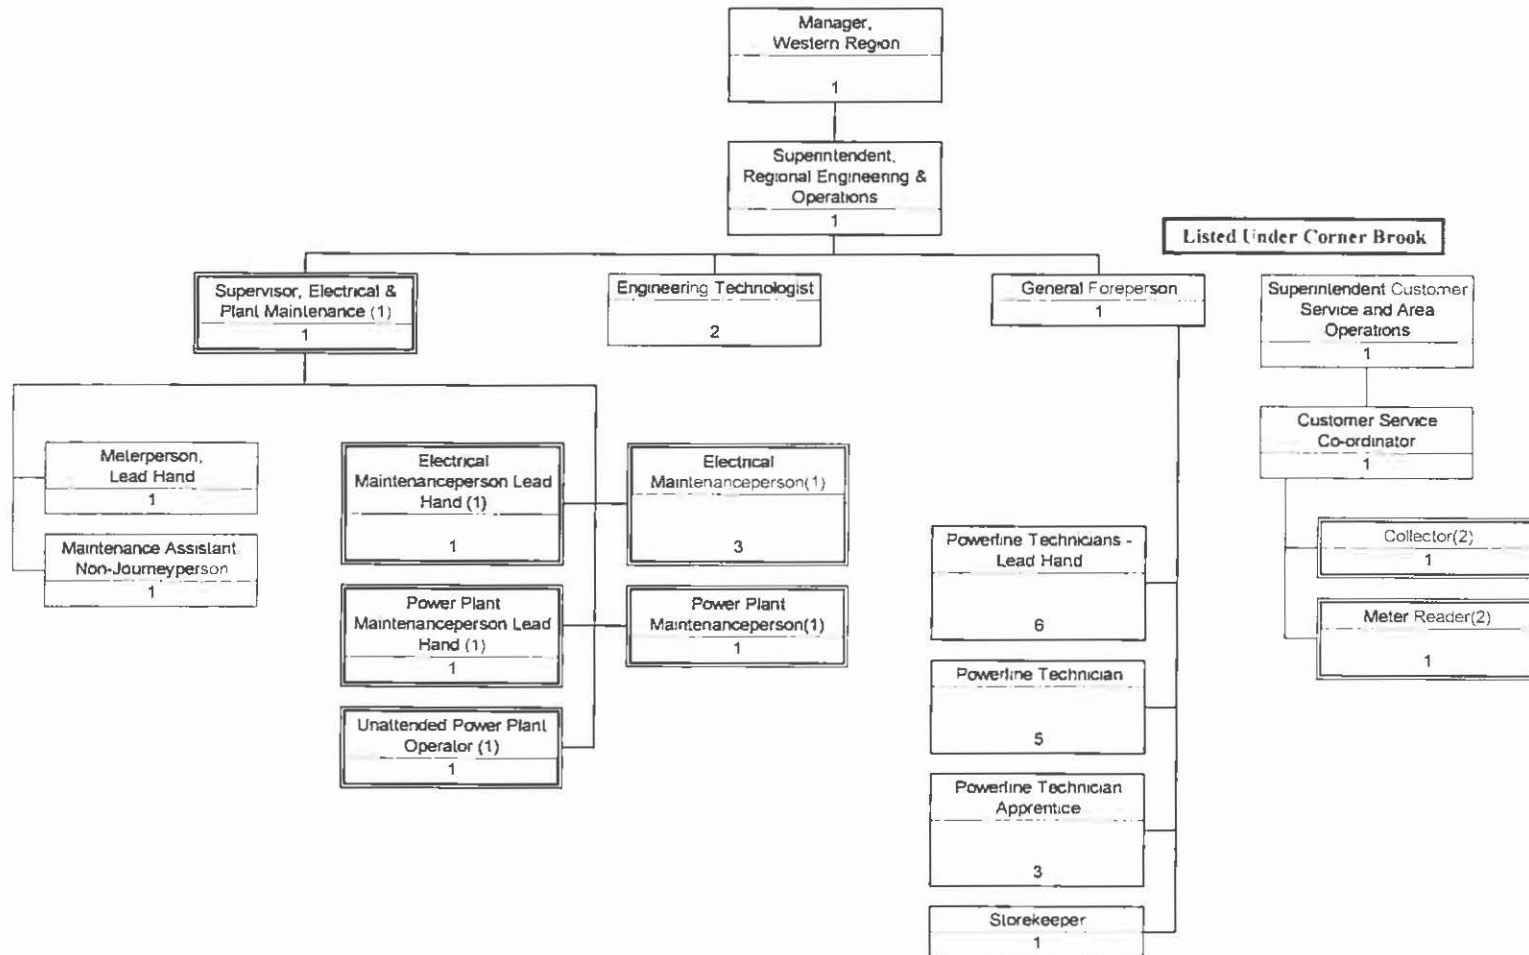 Manager,
Western Region
1
Superintendent,
Regional Engineering &
Operations
1
Listed Under Corner Brook
Supervisor, Electrical &
Plant Maintenance (1)
1
Engineering Technologist
2
General Foreperson
1
Superintendent Customer
Service and Area
Operations
1
Customer Service
Co-ordinator
1
Meterperson,
Lead Hand
1
Maintenance Assistant
Non-Journeyperson
1
Electrical
Maintenanceperson Lead
Hand (1)
1
Electrical
Maintenanceperson(1)
3
Power Plant
Maintenanceperson Lead
Hand (1)
1
Power Plant
Maintenanceperson(1)
1
Unattended Power Plant
Operator (1)
1
Powerline Technicians -
Lead Hand
6
Powerline Technician
5
Powerline Technician
Apprentice
3
Storekeeper
1
Collector(2)
1
Meter Reader(2)
1